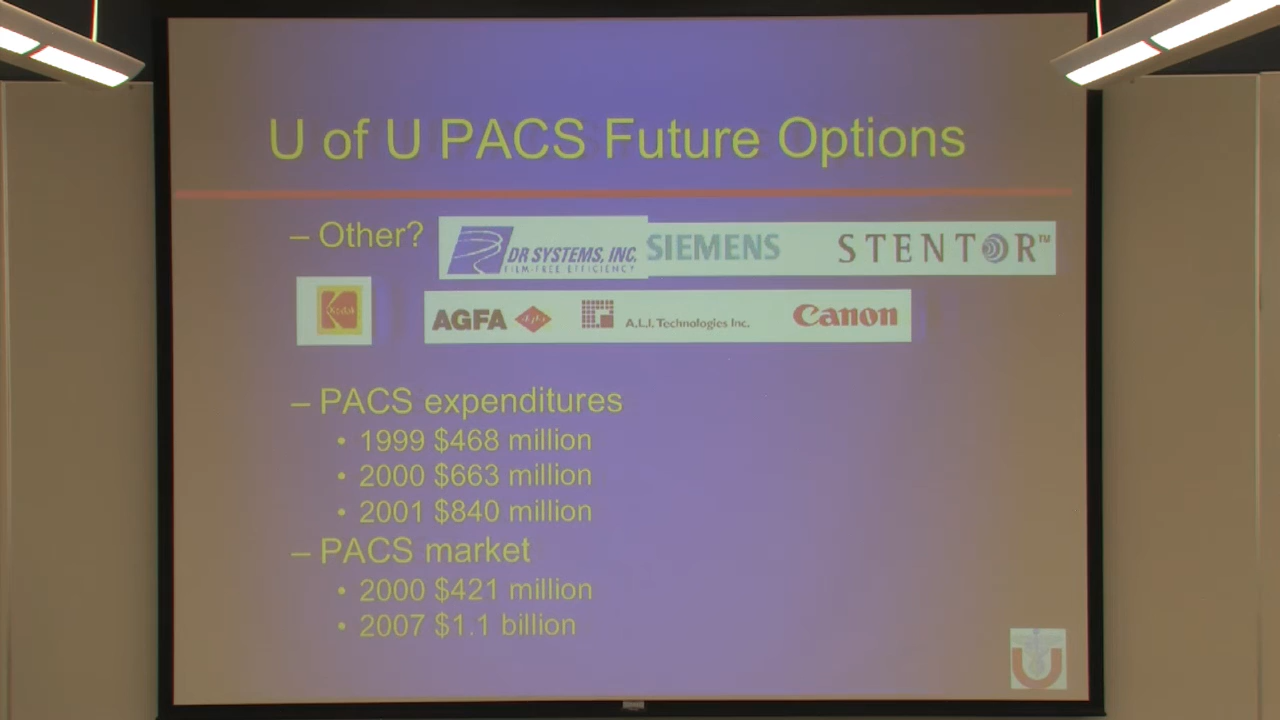 U of U PACS Future Options
– Other?
DR SYSTEMS, INC.
FILM-FREE EFFICIENCY
SIEMENS
STENTOR™
Kodak
AGFA
A.L.I. Technologies Inc.
Canon
– PACS expenditures
• 1999 $468 million
• 2000 $663 million
• 2001 $840 million
– PACS market
• 2000 $421 million
• 2007 $1.1 billion
U